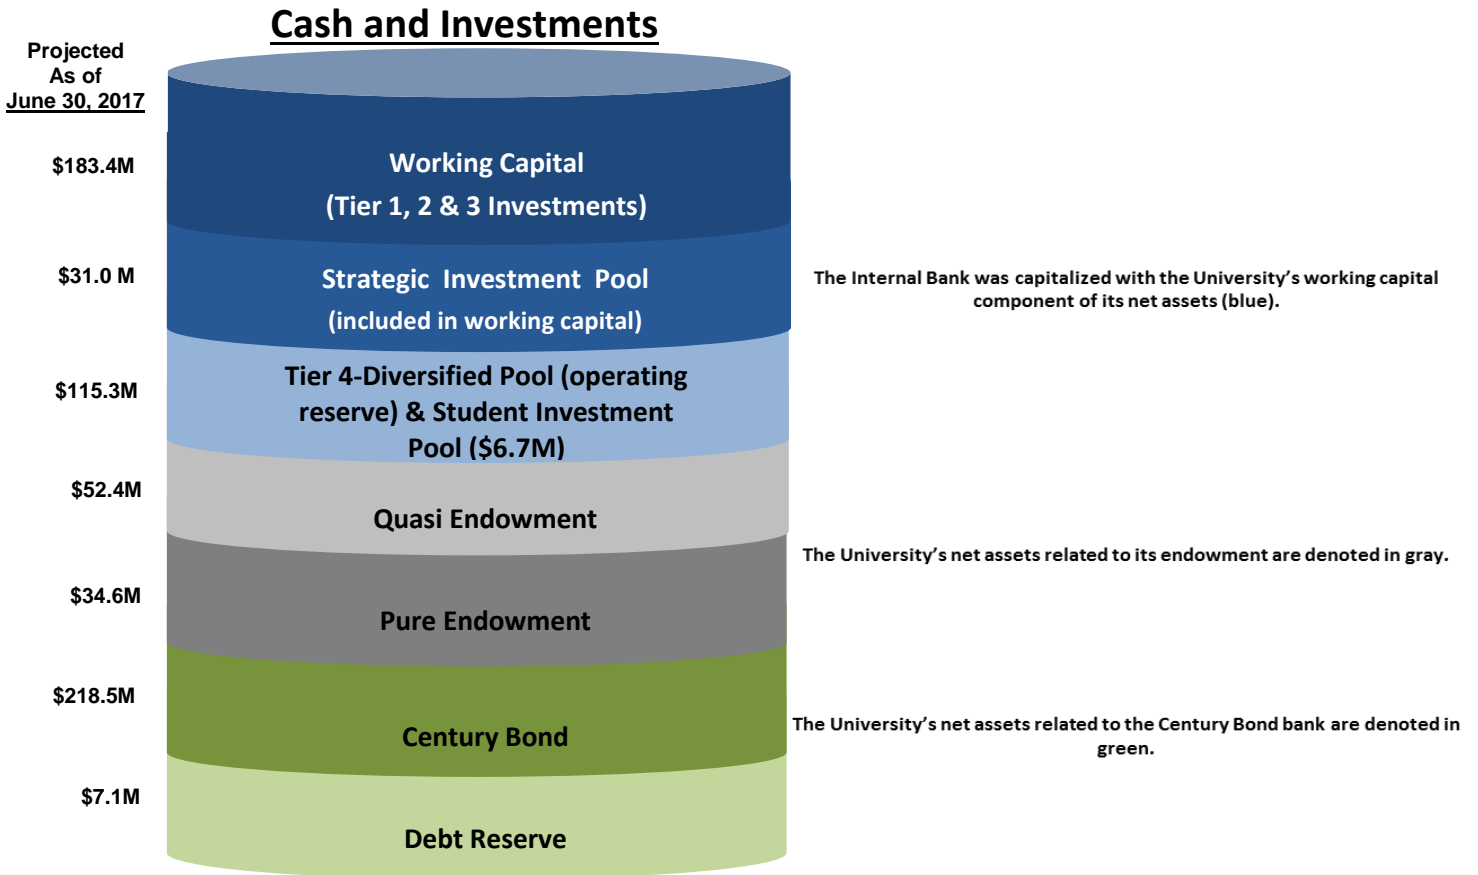 Cash and Investments
Projected
As of
June 30, 2017
$183.4M
Working Capital
(Tier 1, 2 & 3 Investments)
$31.0 M
Strategic Investment Pool
(included in working capital)
The Internal Bank was capitalized with the University’s working capital
component of its net assets (blue).
$115.3M
Tier 4-Diversified Pool (operating
reserve) & Student Investment
Pool ($6.7M)
$52.4M
Quasi Endowment
The University’s net assets related to its endowment are denoted in gray.
$34.6M
Pure Endowment
$218.5M
Century Bond
The University’s net assets related to the Century Bond bank are denoted in
green.
$7.1M
Debt Reserve